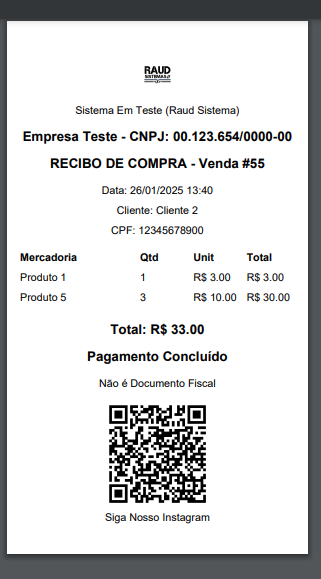 RAUD
SISTEMAS
Sistema Em Teste (Raud Sistema)
Empresa Teste - CNPJ: 00.123.654/0000-00
RECIBO DE COMPRA - Venda #55
Data: 26/01/2025 13:40
Cliente: Cliente 2
CPF: 12345678900
Mercadoria Qtd Unit Total
Produto 1 1 R$ 3.00 R$ 3.00
Produto 5 3 R$ 10.00 R$ 30.00
Total: R$ 33.00
Pagamento Concluído
Não é Documento Fiscal
Siga Nosso Instagram